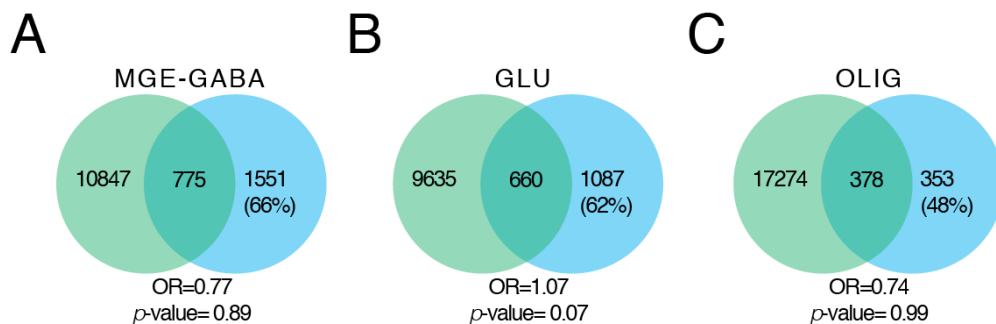 A
B
C
MGE-GABA
GLU
OLIG
10847
775
1551
(66%)
9635
660
1087
(62%)
17274
378
353
(48%)
OR=0.77
p-value= 0.89
OR=1.07
p-value= 0.07
OR=0.74
p-value= 0.99